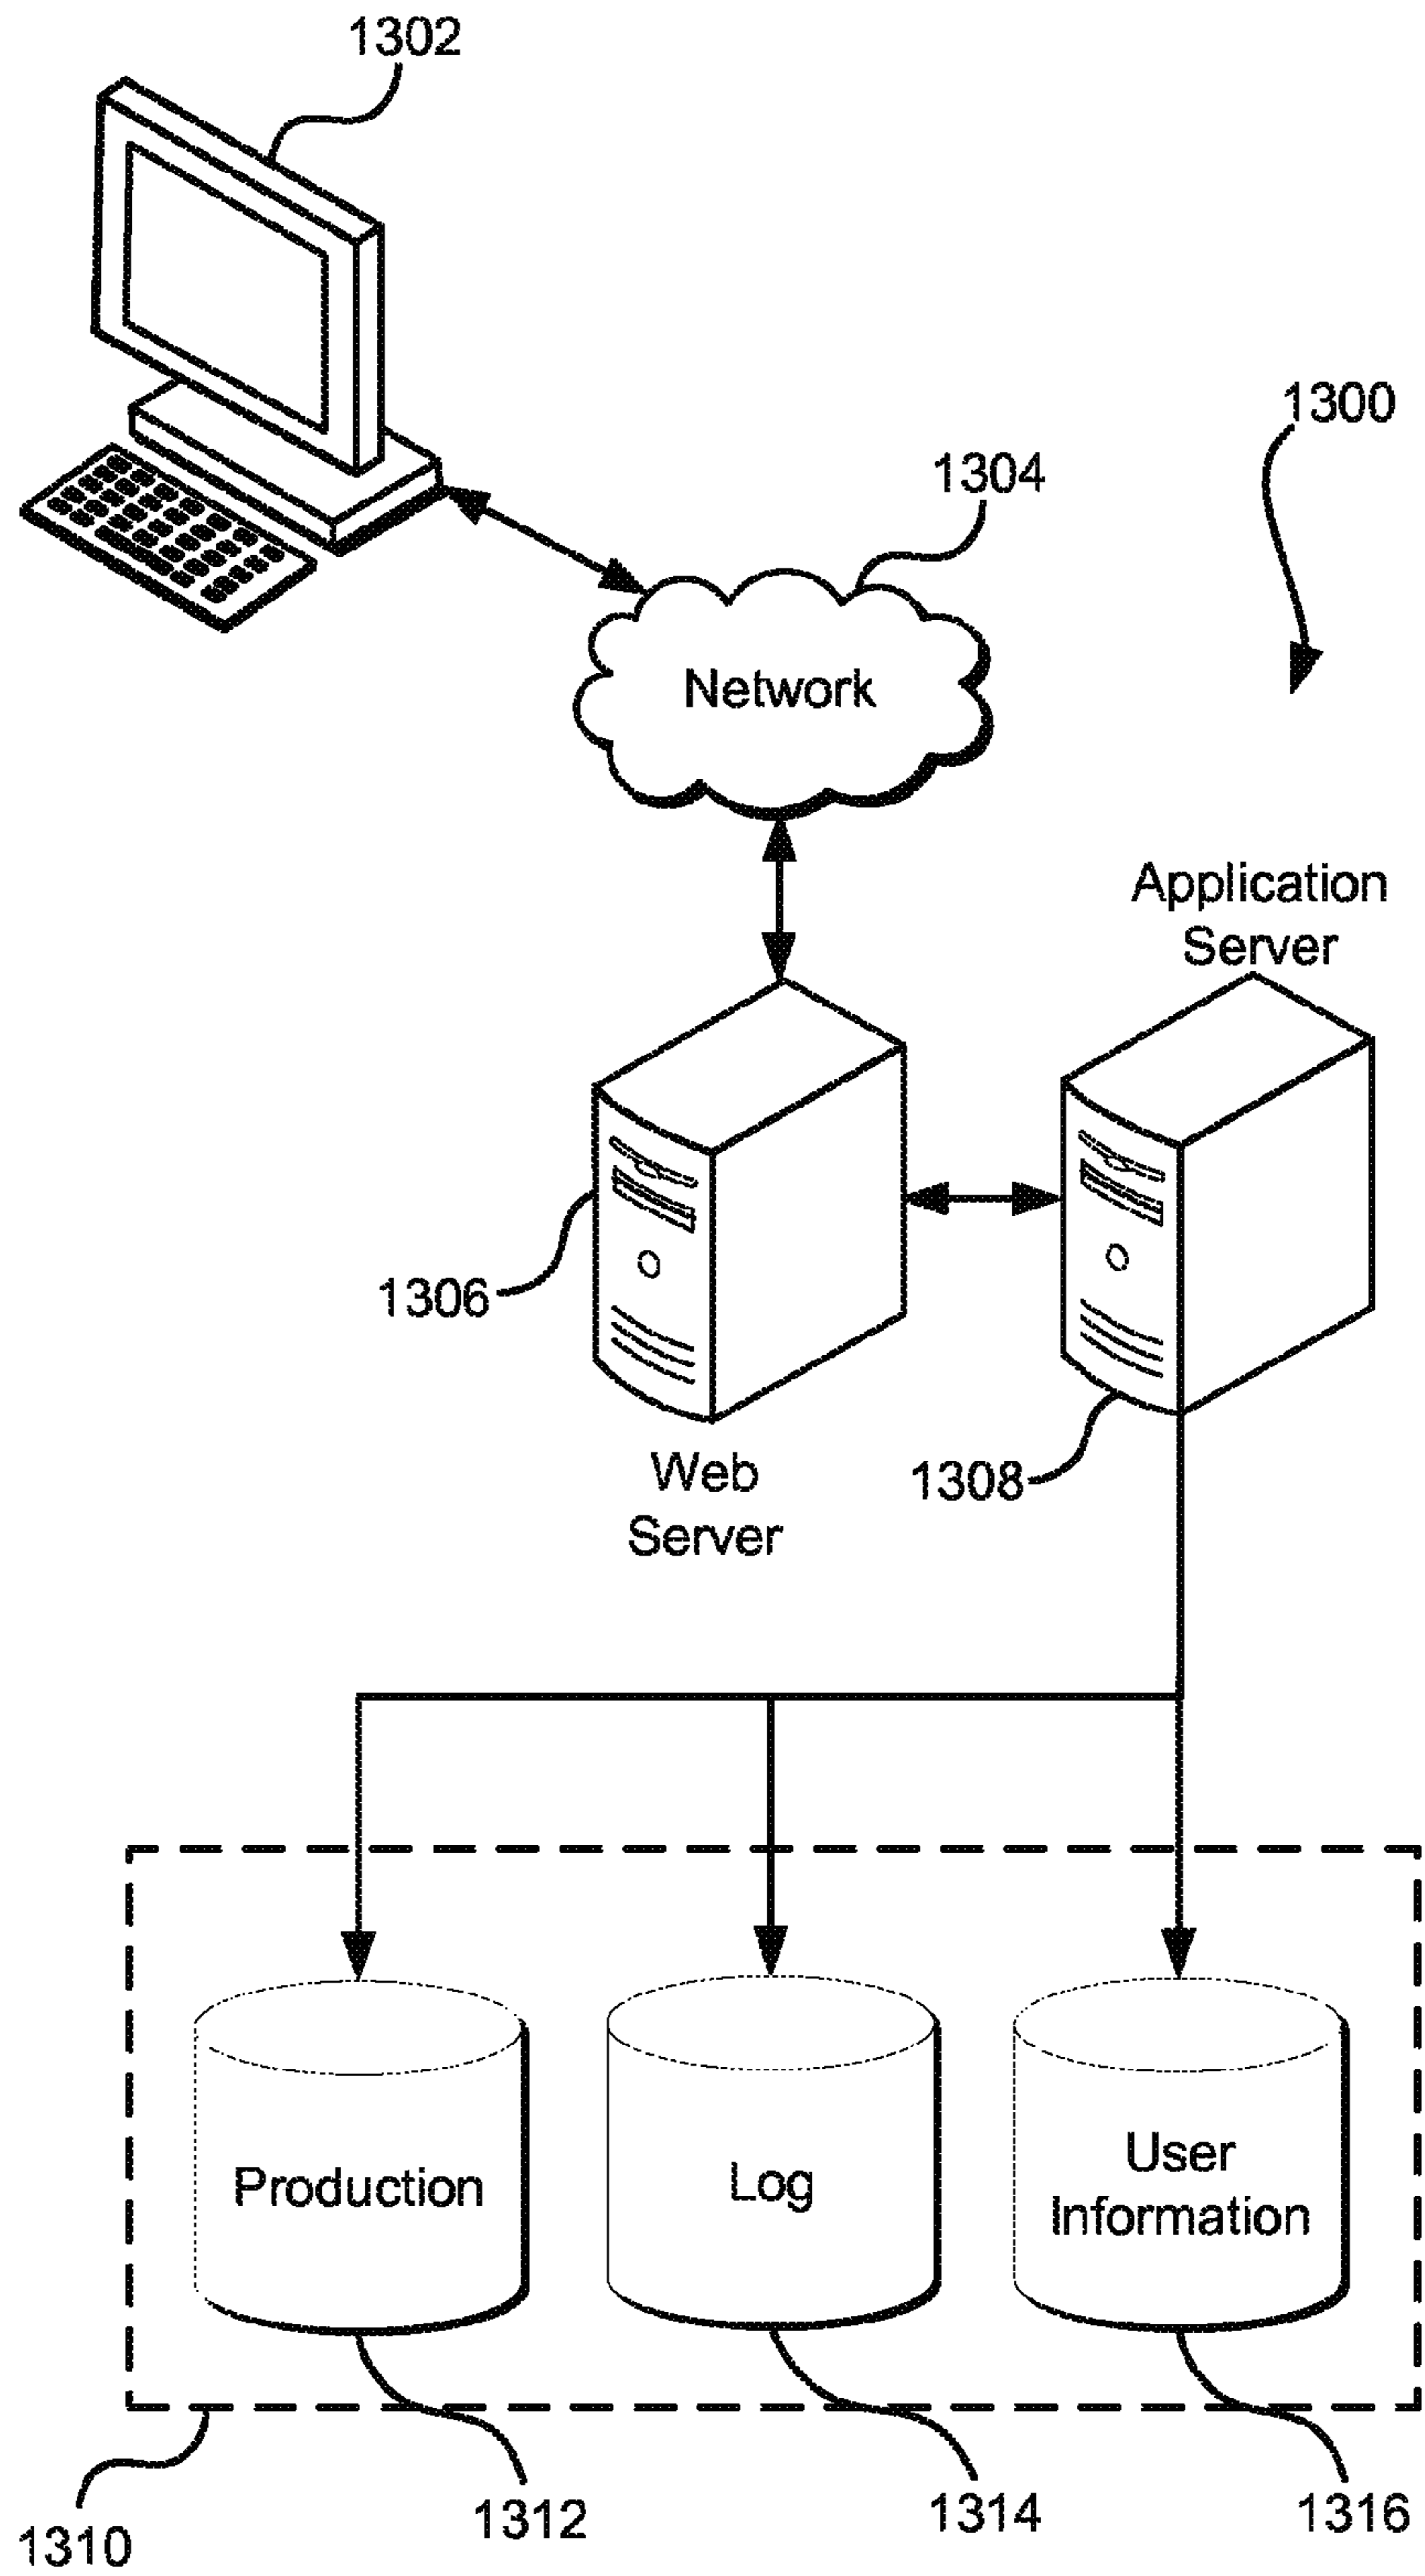 1302
1300
1304
Network
Application
Server
1306
Web
Server
1308
Production
Log
User
Information
1310
1312
1314
1316